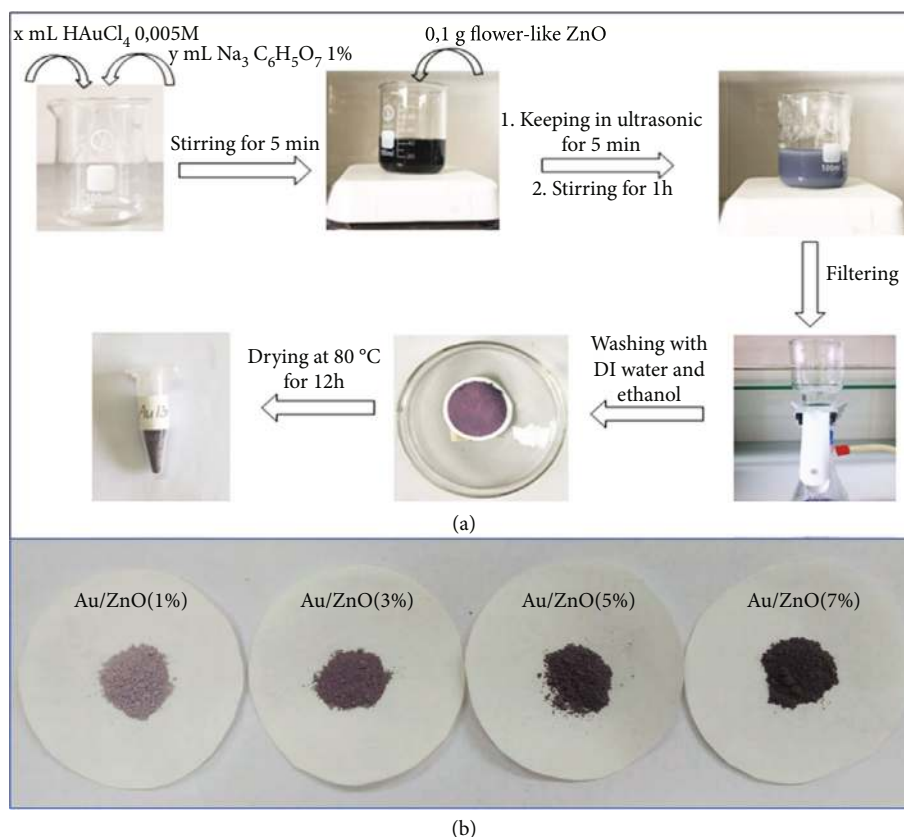 x mL HAuCl₄ 0,005M
y mL Na₃ C₆H₅O₇ 1%
0,1 g flower-like ZnO
Stirring for 5 min
1. Keeping in ultrasonic
for 5 min
2. Stirring for 1h
Filtering
Washing with
DI water and
ethanol
Drying at 80 °C
for 12h
(a)
Au/ZnO(1%)
Au/ZnO(3%)
Au/ZnO(5%)
Au/ZnO(7%)
(b)